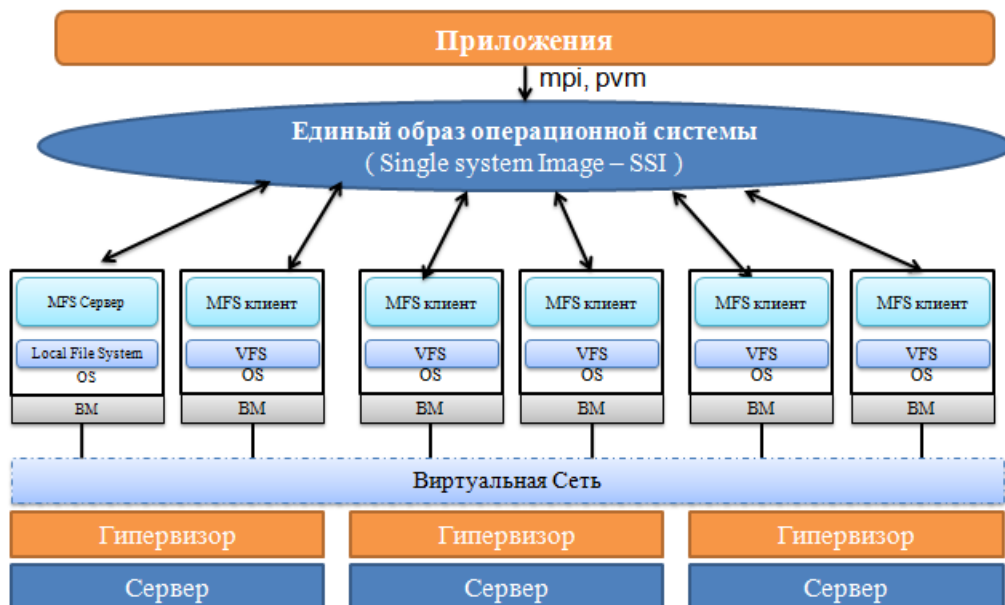 Приложения
mpi, pvm
Единый образ операционной системы
( Single system Image – SSI )
MFS Сервер
Local File System
OS
ВМ
MFS клиент
VFS
OS
ВМ
MFS клиент
VFS
OS
ВМ
MFS клиент
VFS
OS
ВМ
MFS клиент
VFS
OS
ВМ
MFS клиент
VFS
OS
ВМ
Виртуальная Сеть
Гипервизор
Гипервизор
Гипервизор
Сервер
Сервер
Сервер